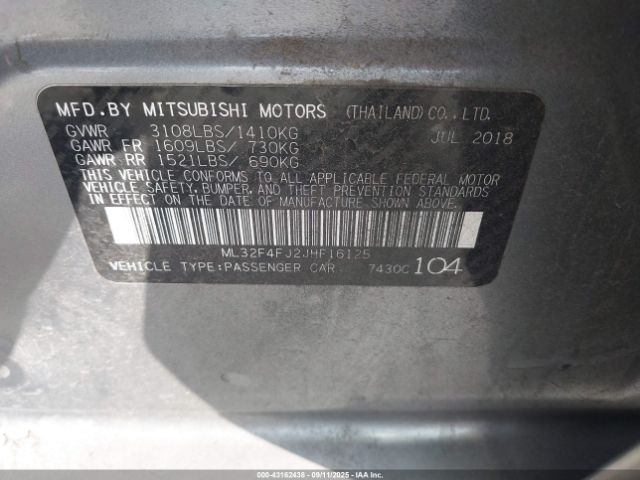 MFD.BY MITSUBISHI MOTORS (THAILAND) CO., LTD.
GVWR 3108LBS/1410KG JUL 2018
GAWR FR 1609LBS/ 730KG
GAWR RR 1521LBS/ 690KG
THIS VEHICLE CONFORMS TO ALL APPLICABLE FEDERAL MOTOR
VEHICLE SAFETY, BUMPER, AND THEFT PREVENTION STANDARDS
IN EFFECT ON THE DATE OF MANUFACTURE SHOWN ABOVE.
ML32F4FJ2JHF16125
VEHICLE TYPE:PASSENGER CAR 7430C 104
000-43162438 - 09/11/2025 - IAAI.COM